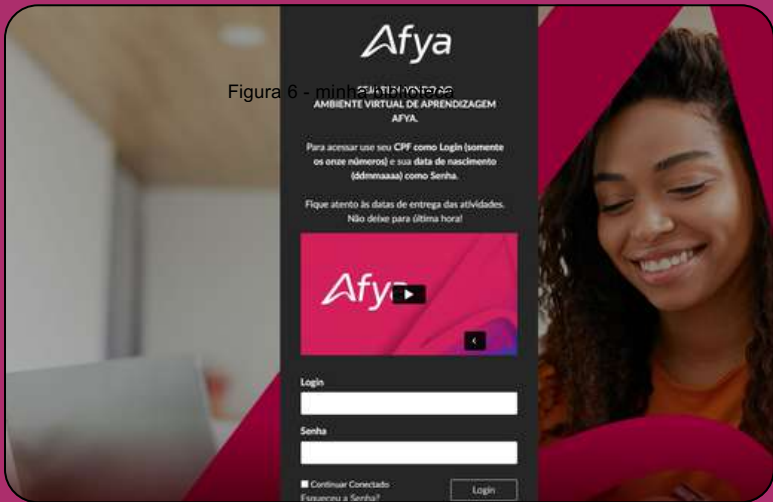 Afya
Figura 6 - minha biblioteca
AMBIENTE VIRTUAL DE APRENDIZAGEM
AFYA.
Para acessar use seu CPF como Login (somente
os onze números) e sua data de nascimento
(ddmmaaaa) como Senha.
Fique atento às datas de entrega das atividades.
Não deixe para última hora!
Afya
Login
Senha
Continuar Conectado
Login
Esqueceu a Senha?